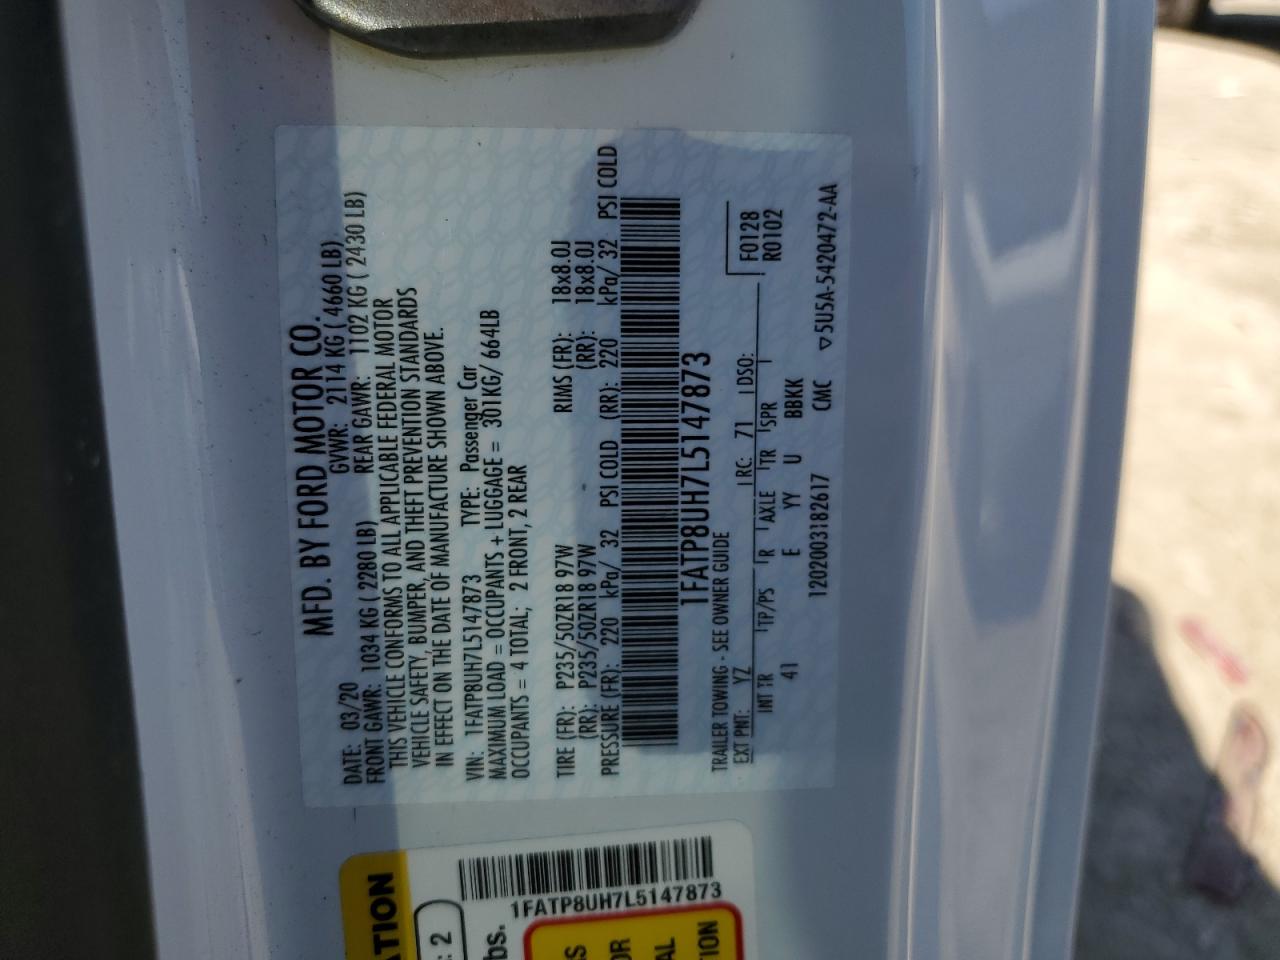 MFD. BY FORD MOTOR CO.
DATE: 03/20 GVWR: 2114 KG ( 4660 LB)
FRONT GAWR: 1034 KG ( 2280 LB) REAR GAWR: 1102 KG ( 2430 LB)
THIS VEHICLE CONFORMS TO ALL APPLICABLE FEDERAL MOTOR
VEHICLE SAFETY, BUMPER, AND THEFT PREVENTION STANDARDS
IN EFFECT ON THE DATE OF MANUFACTURE SHOWN ABOVE.
VIN: 1FATP8UH7L5147873 TYPE: Passenger Car
MAXIMUM LOAD = OCCUPANTS + LUGGAGE = 301KG/ 664LB
OCCUPANTS = 4 TOTAL; 2 FRONT, 2 REAR
TIRE (FR): P235/50ZR18 97W RIMS (FR): 18x8.0J
(RR): P235/50ZR18 97W (RR): 18x8.0J
PRESSURE (FR): 220 kPa/ 32 PSI COLD (RR): 220 kPa/ 32 PSI COLD
1FATP8UH7L5147873
TRAILER TOWING - SEE OWNER GUIDE
F0128
EXT PNT: YZ RC: 71 DSO: R0102
INT TR TP/PS R AXLE TR SPR
41 E YY U BBKK
1202003182617 CMC ▽5U5A-5420472-AA
ATION
: 2
bs.
1FATP8UH7L5147873
S
OR
AL
TION